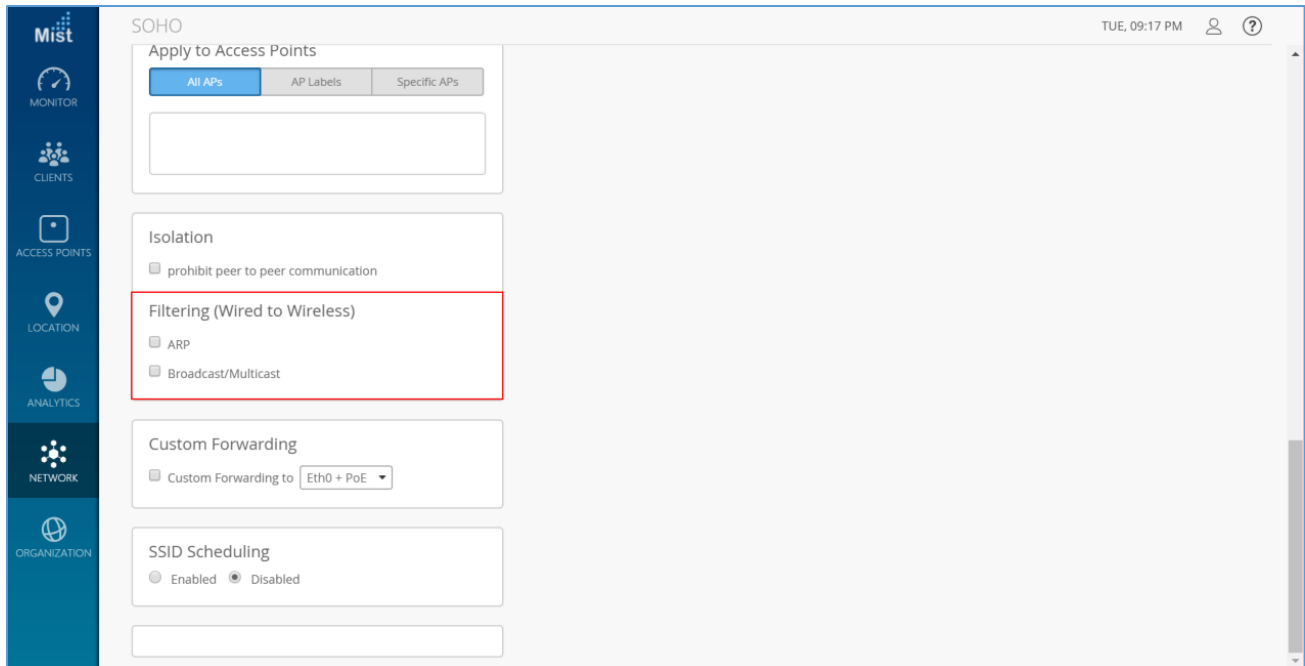 Mist
SOHO
TUE, 09:17 PM
?
MONITOR
CLIENTS
ACCESS POINTS
LOCATION
ANALYTICS
NETWORK
ORGANIZATION
Apply to Access Points
All APs AP Labels Specific APs
Isolation
prohibit peer to peer communication
Filtering (Wired to Wireless)
ARP
Broadcast/Multicast
Custom Forwarding
Custom Forwarding to Eth0 + PoE
SSID Scheduling
Enabled Disabled